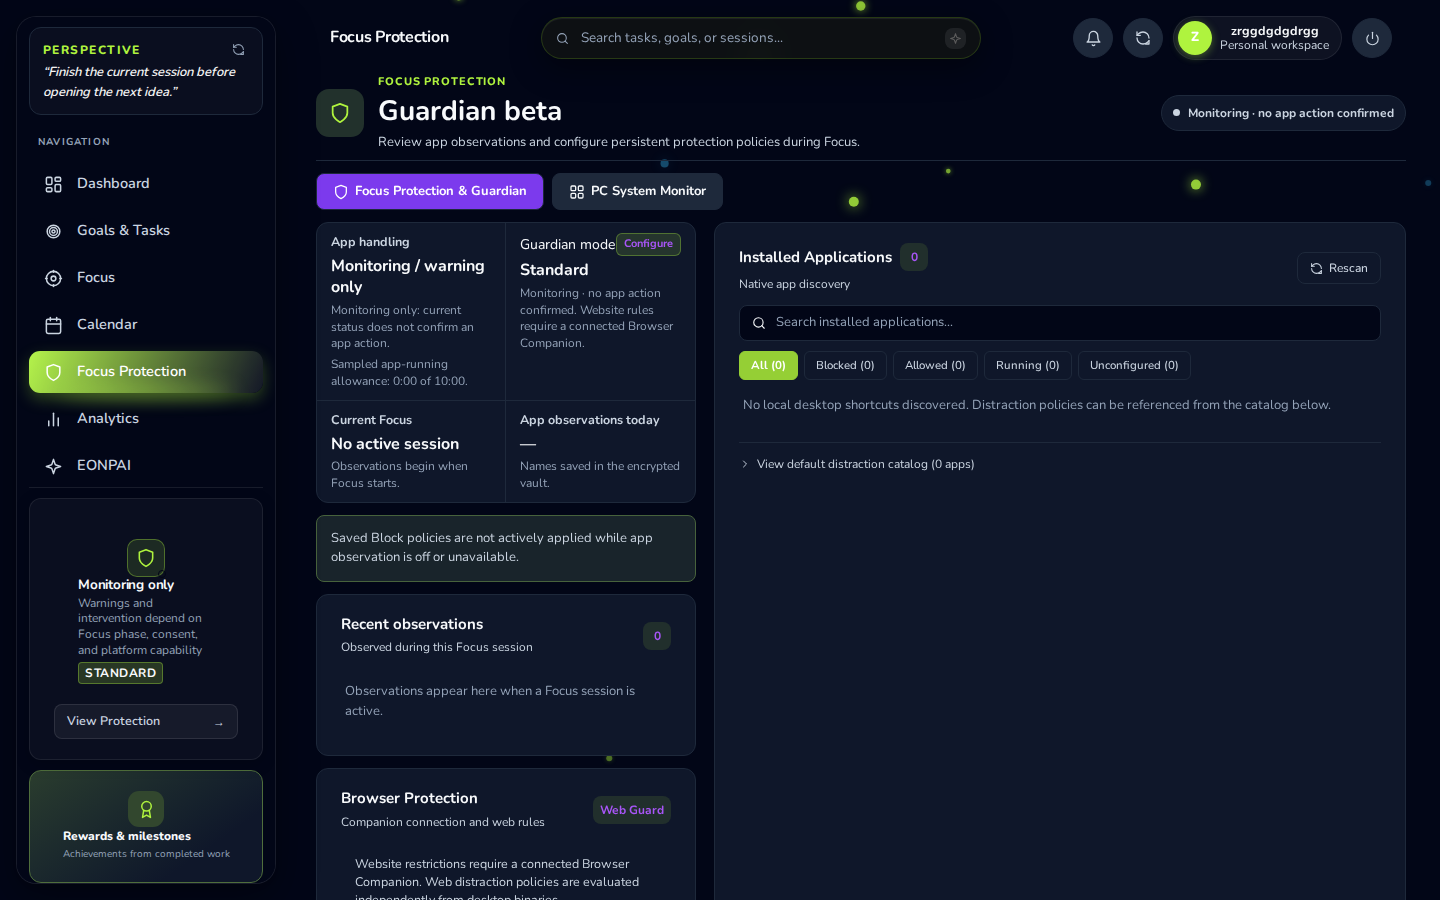 PERSPECTIVE
“Finish the current session before
opening the next idea.”
NAVIGATION
Dashboard
Goals & Tasks
Focus
Calendar
Focus Protection
Analytics
EONPAI
Monitoring only
Warnings and
intervention depend on
Focus phase, consent,
and platform capability
STANDARD
View Protection →
Rewards & milestones
Achievements from completed work
Focus Protection
Search tasks, goals, or sessions...
Z
zrggdgdgdrgg
Personal workspace
FOCUS PROTECTION
Guardian beta
Review app observations and configure persistent protection policies during Focus.
Monitoring · no app action confirmed
Focus Protection & Guardian
PC System Monitor
App handling
Monitoring / warning
only
Monitoring only: current
status does not confirm an
app action.
Sampled app-running
allowance: 0:00 of 10:00.
Guardian mode
Configure
Standard
Monitoring · no app action
confirmed. Website rules
require a connected Browser
Companion.
Current Focus
No active session
Observations begin when
Focus starts.
App observations today
—
Names saved in the encrypted
vault.
Saved Block policies are not actively applied while app
observation is off or unavailable.
Recent observations
Observed during this Focus session
0
Observations appear here when a Focus session is
active.
Browser Protection
Companion connection and web rules
Web Guard
Website restrictions require a connected Browser
Companion. Web distraction policies are evaluated
independently from desktop binaries.
Installed Applications 0
Native app discovery
Rescan
Search installed applications...
All (0)
Blocked (0)
Allowed (0)
Running (0)
Unconfigured (0)
No local desktop shortcuts discovered. Distraction policies can be referenced from the catalog below.
View default distraction catalog (0 apps)